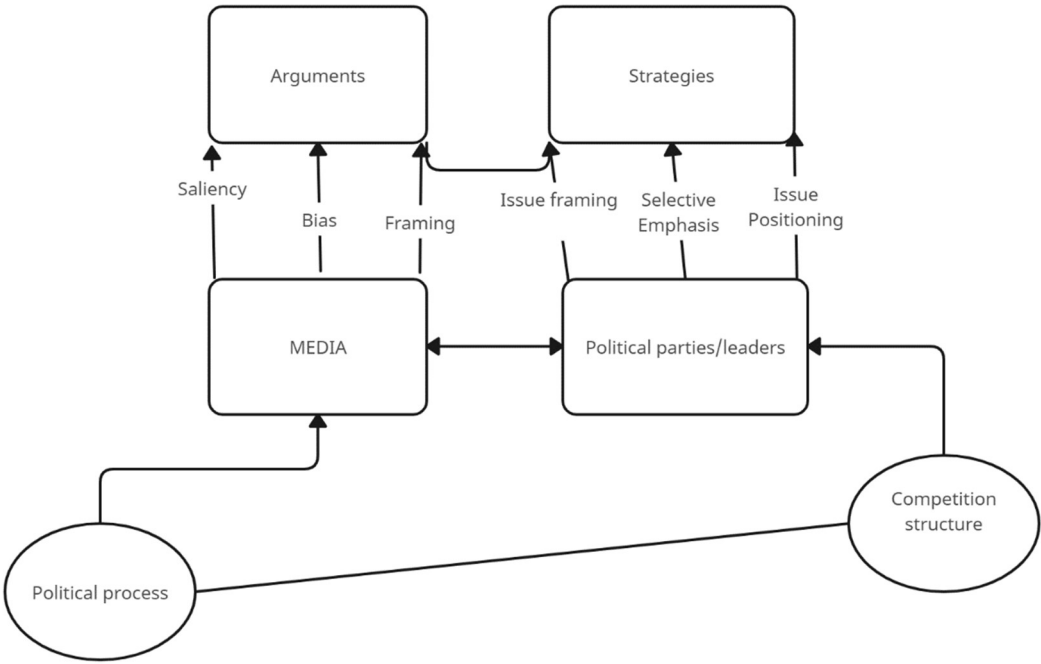 Arguments
Strategies
Saliency
Bias
Framing
Issue framing
Selective
Emphasis
Issue
Positioning
MEDIA
Political parties/leaders
Competition
structure
Political process